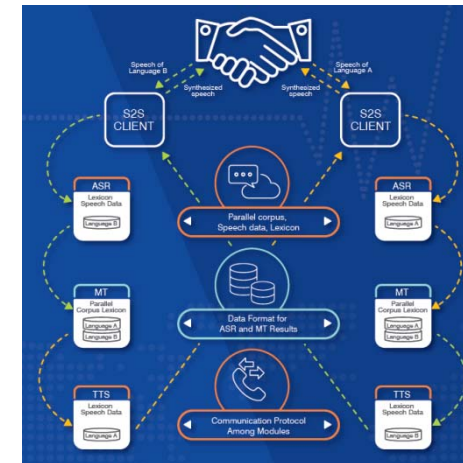 Speech of
Language B
Synthesized
speech
Speech of
Language A
Synthesized
speech
S2S
CLIENT
S2S
CLIENT
ASR
Lexicon
Speech Data
Language B
Parallel corpus,
Speech data, Lexicon
ASR
Lexicon
Speech Data
Language A
MT
Parallel
Corpus Lexicon
Language A
Language B
Data Format for
ASR and MT Results
MT
Parallel
Corpus Lexicon
Language A
Language B
TTS
Lexicon
Speech Data
Language A
Communication Protocol
Among Modules
TTS
Lexicon
Speech Data
Language B